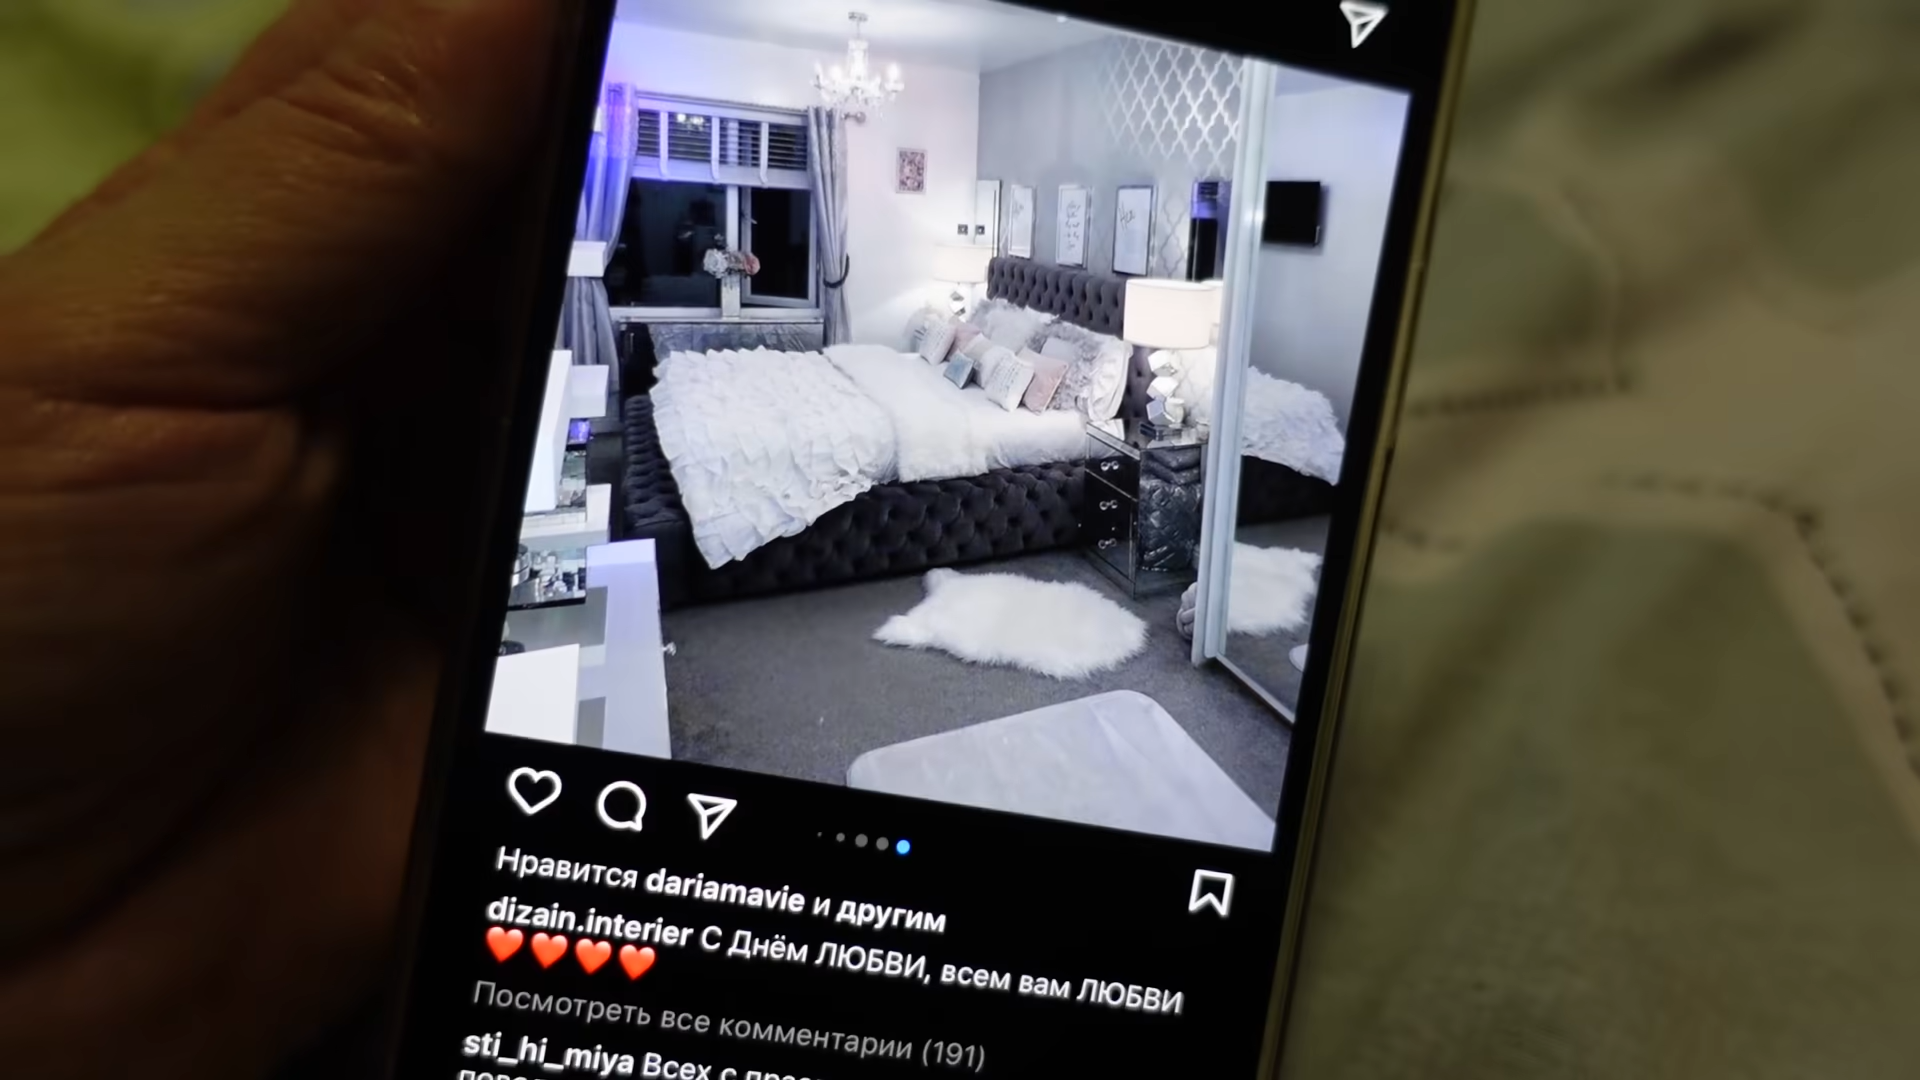 Нравится dariamavie и другим
dizain.interier С Днём ЛЮБВИ, всем вам ЛЮБВИ
❤️❤️❤️❤️
Посмотреть все комментарии (191)
sti_hi_miya Всех с